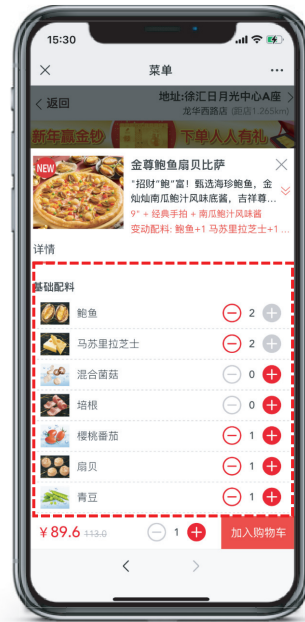 15:30
菜单
返回
地址:徐汇日月光中心A座
龙华西路店 (距店1.265km)
新年赢金钞
下单人人有礼
NEW
金尊鲍鱼扇贝比萨
"招财“鲍”富！甄选海珍鲍鱼，金
灿灿南瓜鲍汁风味底酱，吉祥尊...
9" + 经典手拍 + 南瓜鲍汁风味酱
变动配料: 鲍鱼+1 马苏里拉芝士+1 ...
详情
基础配料
鲍鱼 2
马苏里拉芝士 2
混合菌菇 0
培根 0
樱桃番茄 1
扇贝 1
青豆 1
¥89.6 113.0 1 加入购物车